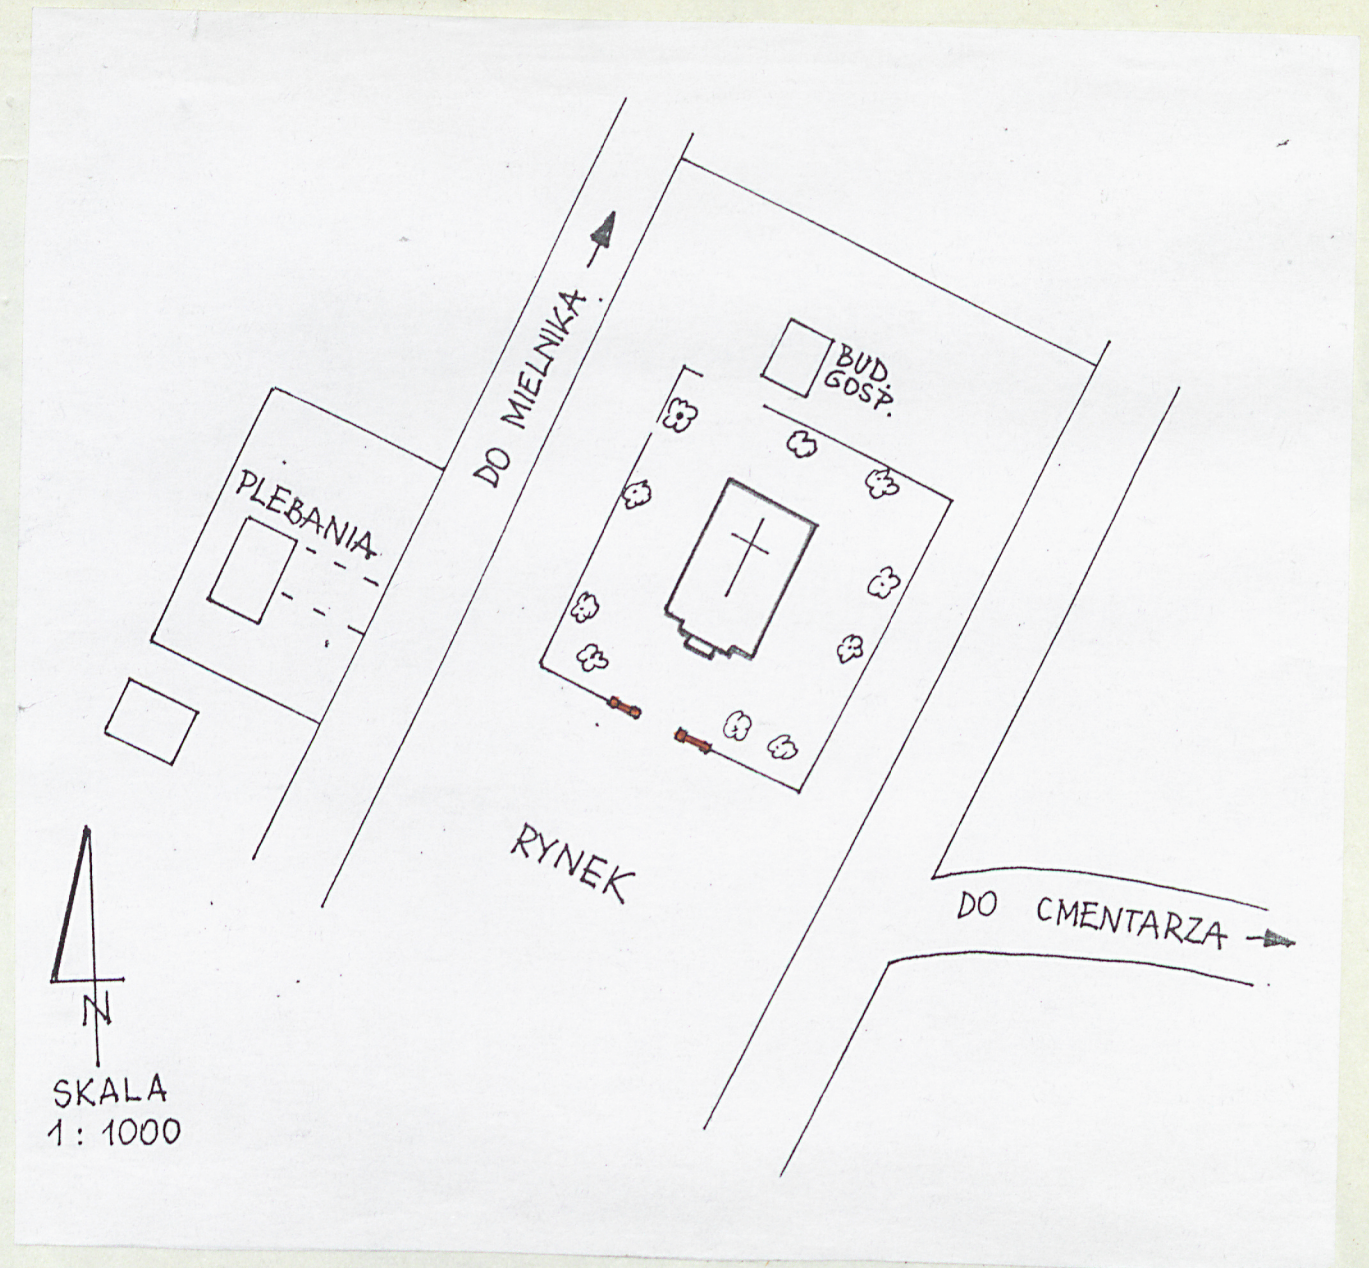 DO MIELNIKA
BUD.
GOSP.
PLEBANIA
RYNEK
DO CMENTARZA
N
SKALA
1 : 1000